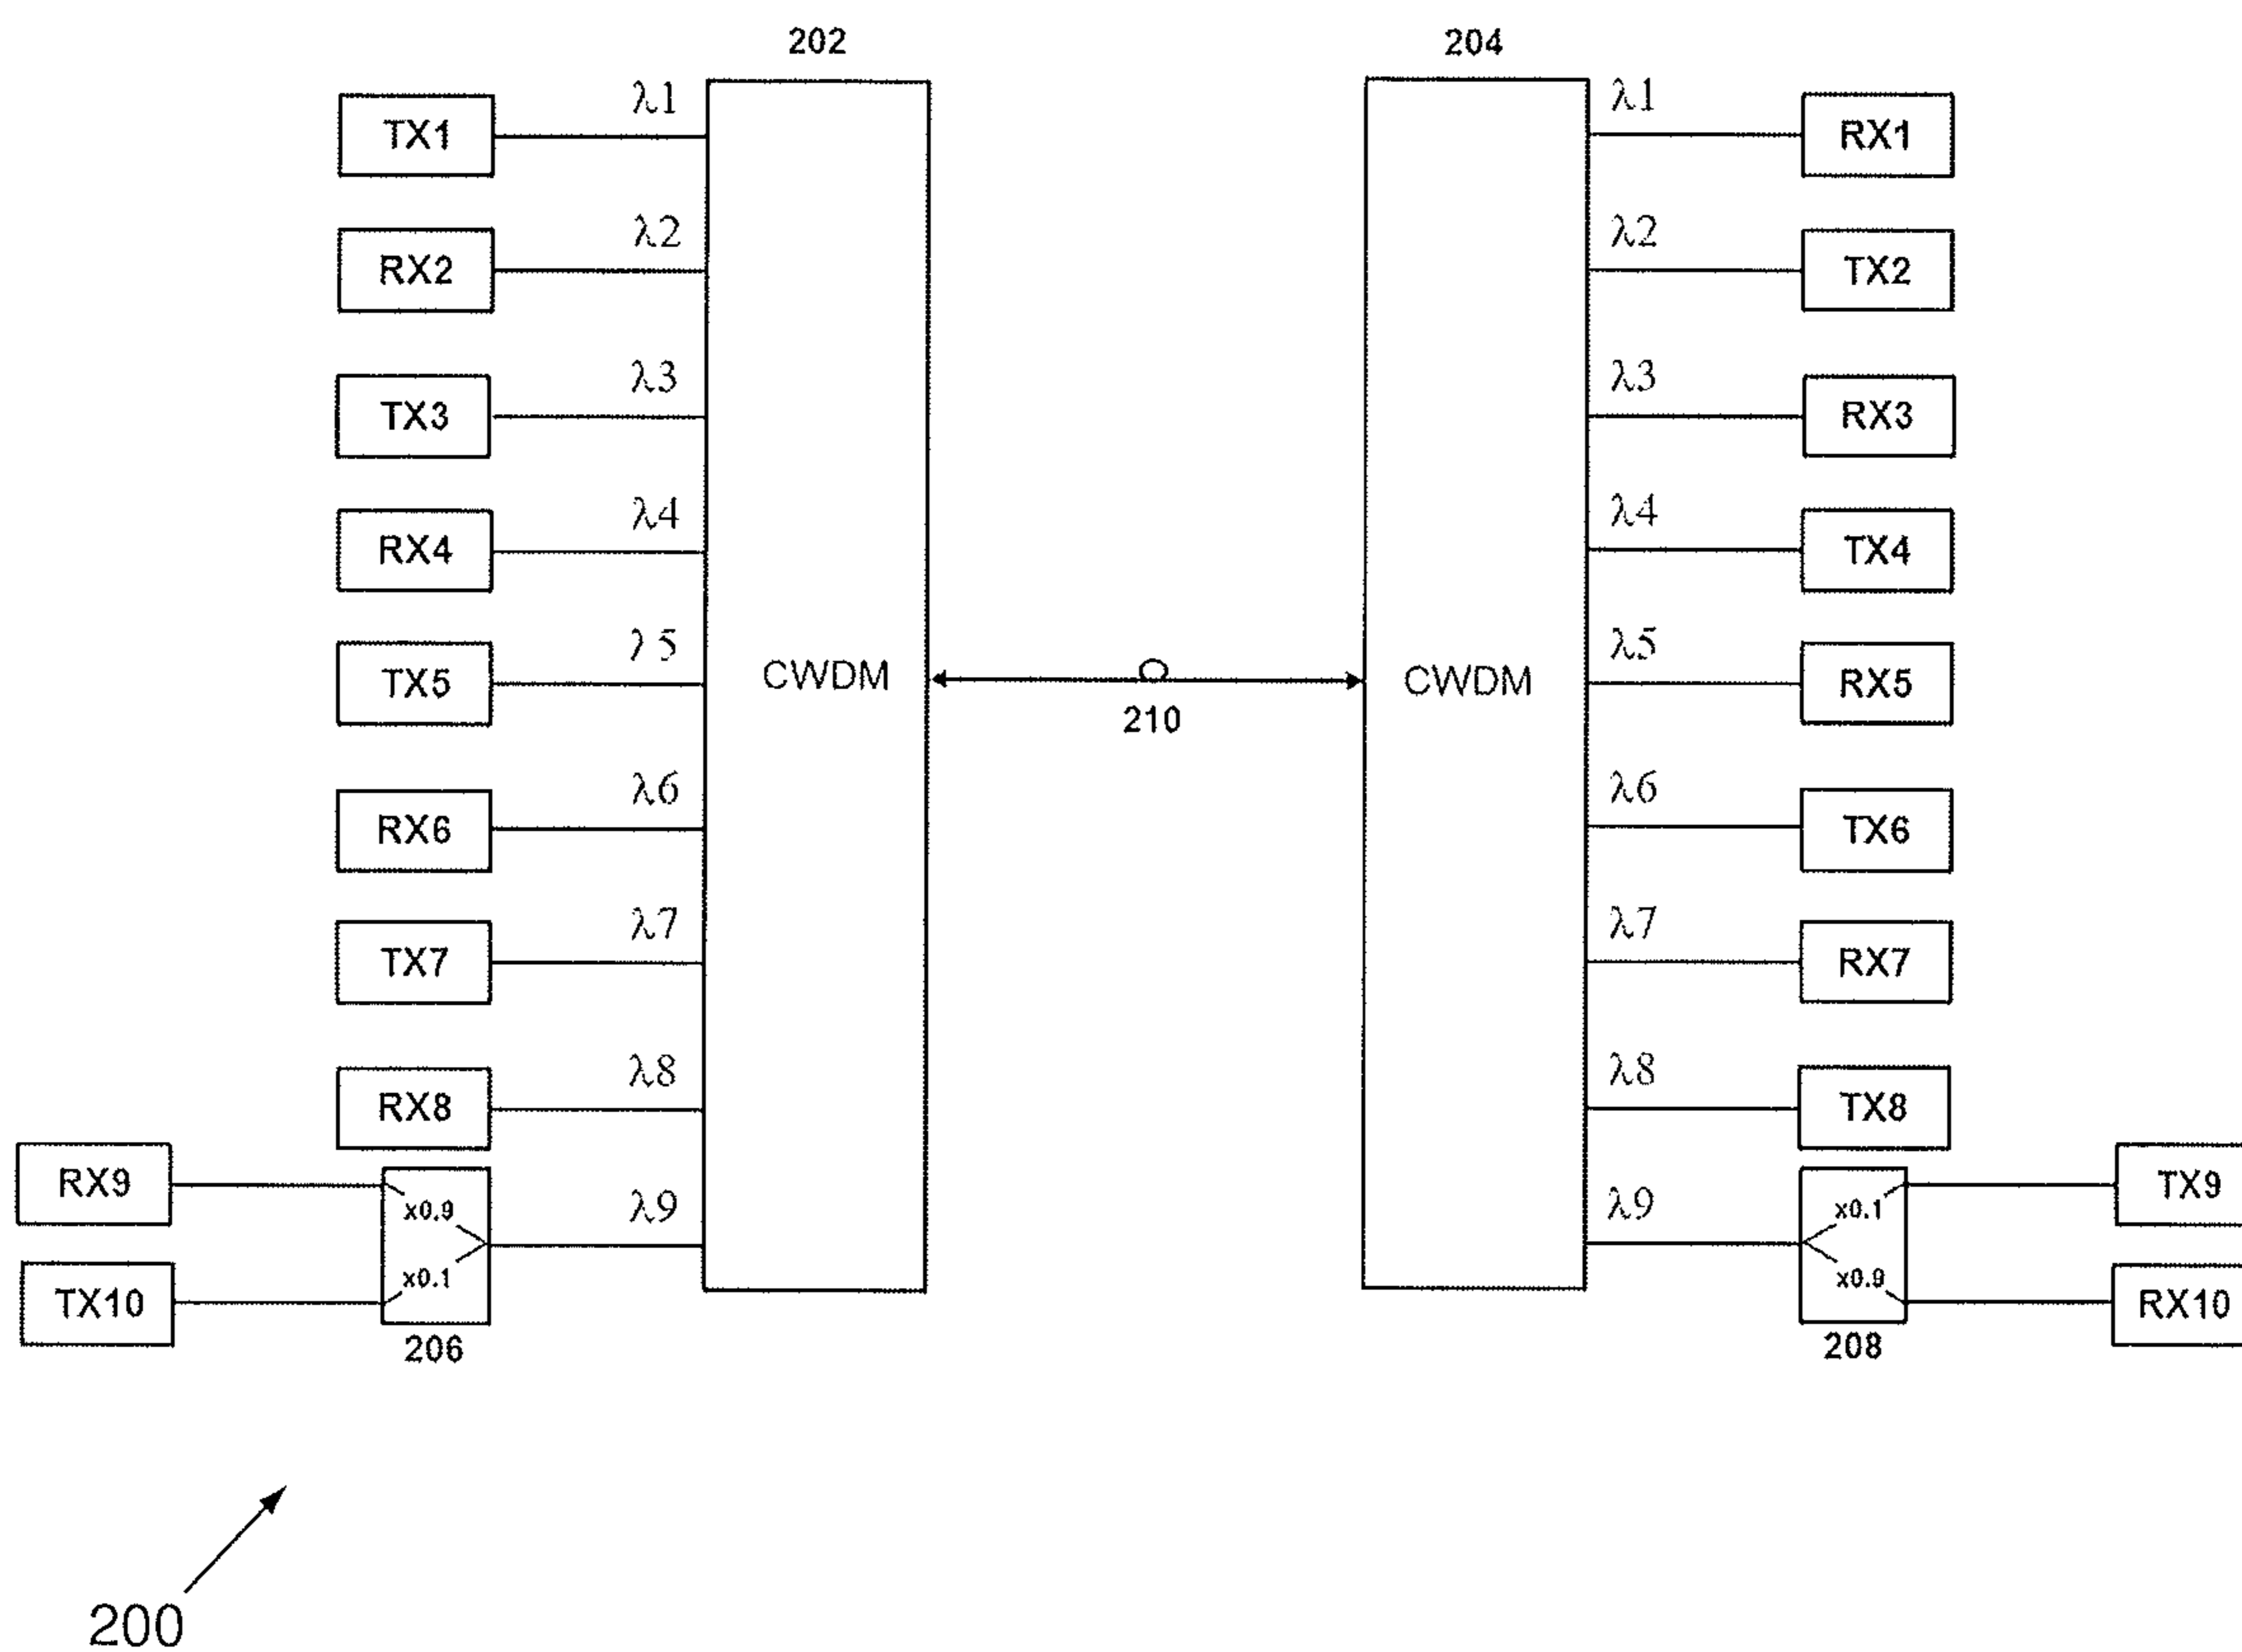 202
204
TX1
λ1
λ1
RX1
RX2
λ2
λ2
TX2
TX3
λ3
λ3
RX3
RX4
λ4
λ4
TX4
TX5
λ5
CWDM
210
CWDM
λ5
RX5
RX6
λ6
λ6
TX6
TX7
λ7
λ7
RX7
RX8
λ8
λ8
TX8
RX9
x0.9
λ9
λ9
x0.1
TX9
TX10
x0.1
x0.9
RX10
206
208
200